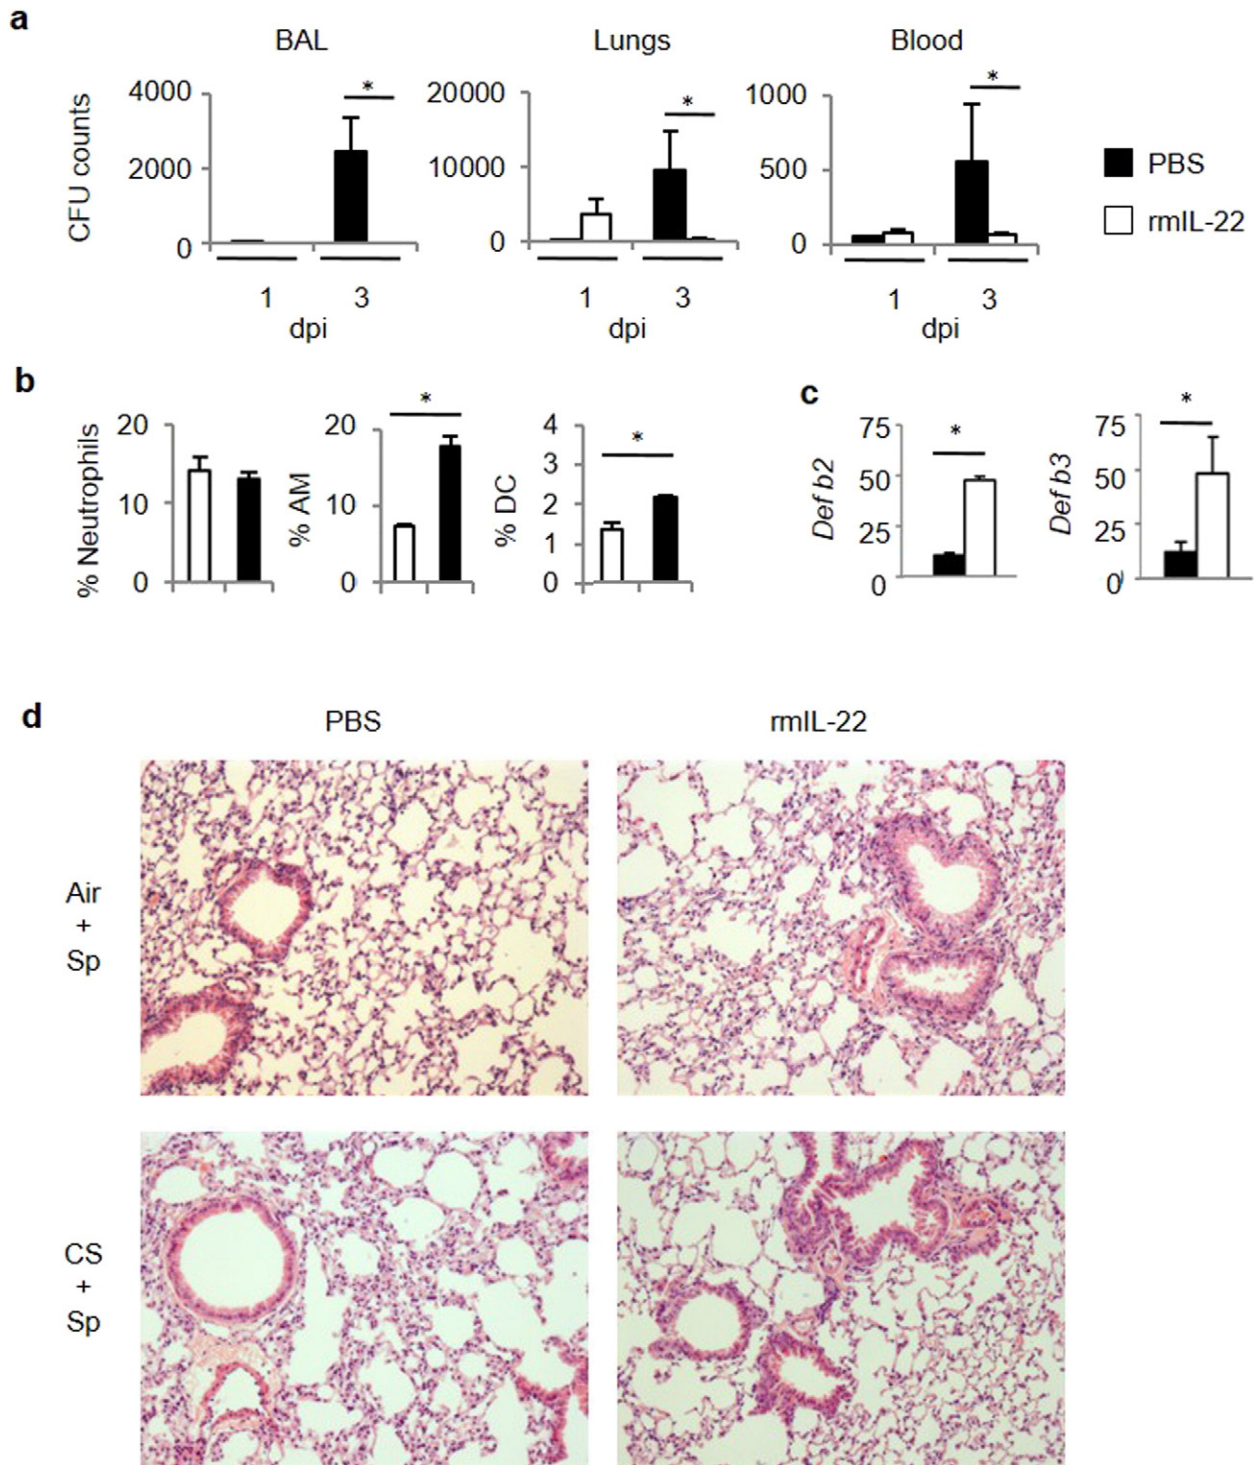 a
BAL
Lungs
Blood
CFU counts
4000
2000
0
*
1
3
dpi
20000
10000
0
*
1
3
dpi
1000
500
0
*
1
3
dpi
PBS
rmIL-22
b
% Neutrophils
20
10
0
% AM
20
10
0
*
% DC
4
3
2
1
0
*
c
Def b2
75
50
25
0
*
Def b3
75
50
25
0
*
d
PBS
rmIL-22
Air
+
Sp
CS
+
Sp